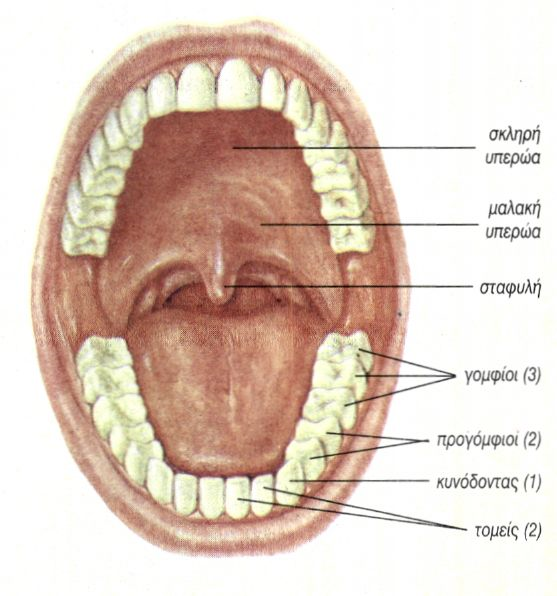 σκληρή
υπερώα
μαλακή
υπερώα
σταφυλή
γομφίοι (3)
προγόμφιοι (2)
κυνόδοντας (1)
τομείς (2)